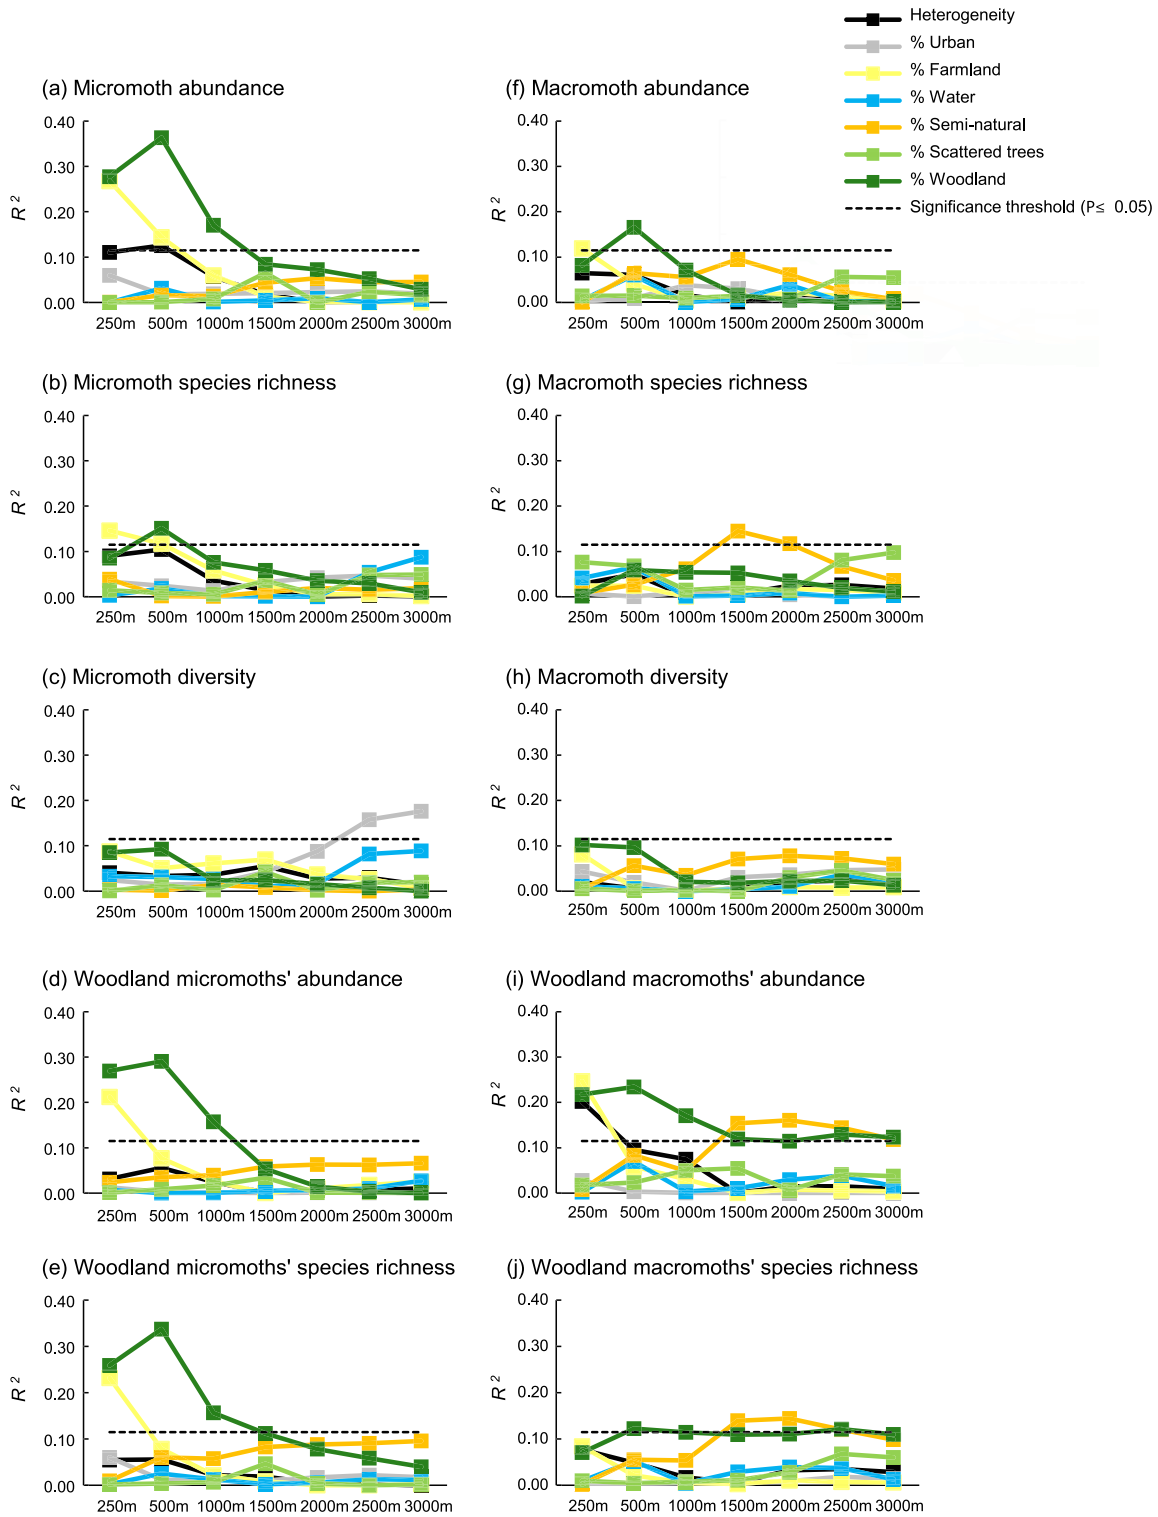 Heterogeneity
% Urban
% Farmland
% Water
% Semi-natural
% Scattered trees
% Woodland
Significance threshold (P≤ 0.05)
(a) Micromoth abundance
0.40
0.30
0.20
0.10
0.00
R²
250m 500m 1000m 1500m 2000m 2500m 3000m
(f) Macromoth abundance
0.40
0.30
0.20
0.10
0.00
R²
250m 500m 1000m 1500m 2000m 2500m 3000m
(b) Micromoth species richness
0.40
0.30
0.20
0.10
0.00
R²
250m 500m 1000m 1500m 2000m 2500m 3000m
(g) Macromoth species richness
0.40
0.30
0.20
0.10
0.00
R²
250m 500m 1000m 1500m 2000m 2500m 3000m
(c) Micromoth diversity
0.40
0.30
0.20
0.10
0.00
R²
250m 500m 1000m 1500m 2000m 2500m 3000m
(h) Macromoth diversity
0.40
0.30
0.20
0.10
0.00
R²
250m 500m 1000m 1500m 2000m 2500m 3000m
(d) Woodland micromoths' abundance
0.40
0.30
0.20
0.10
0.00
R²
250m 500m 1000m 1500m 2000m 2500m 3000m
(i) Woodland macromoths' abundance
0.40
0.30
0.20
0.10
0.00
R²
250m 500m 1000m 1500m 2000m 2500m 3000m
(e) Woodland micromoths' species richness
0.40
0.30
0.20
0.10
0.00
R²
250m 500m 1000m 1500m 2000m 2500m 3000m
(j) Woodland macromoths' species richness
0.40
0.30
0.20
0.10
0.00
R²
250m 500m 1000m 1500m 2000m 2500m 3000m